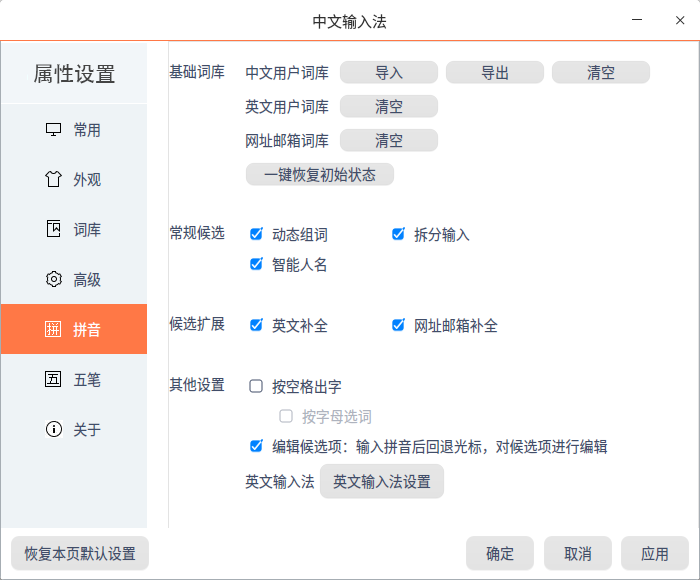 中文输入法
属性设置
常用
外观
词库
高级
拼音
五笔
关于
基础词库 中文用户词库 导入 导出 清空
英文用户词库 清空
网址邮箱词库 清空
一键恢复初始状态
常规候选 动态组词 拆分输入
智能人名
候选扩展 英文补全 网址邮箱补全
其他设置 按空格出字
按字母选词
编辑候选项：输入拼音后回退光标，对候选项进行编辑
英文输入法 英文输入法设置
恢复本页默认设置 确定 取消 应用